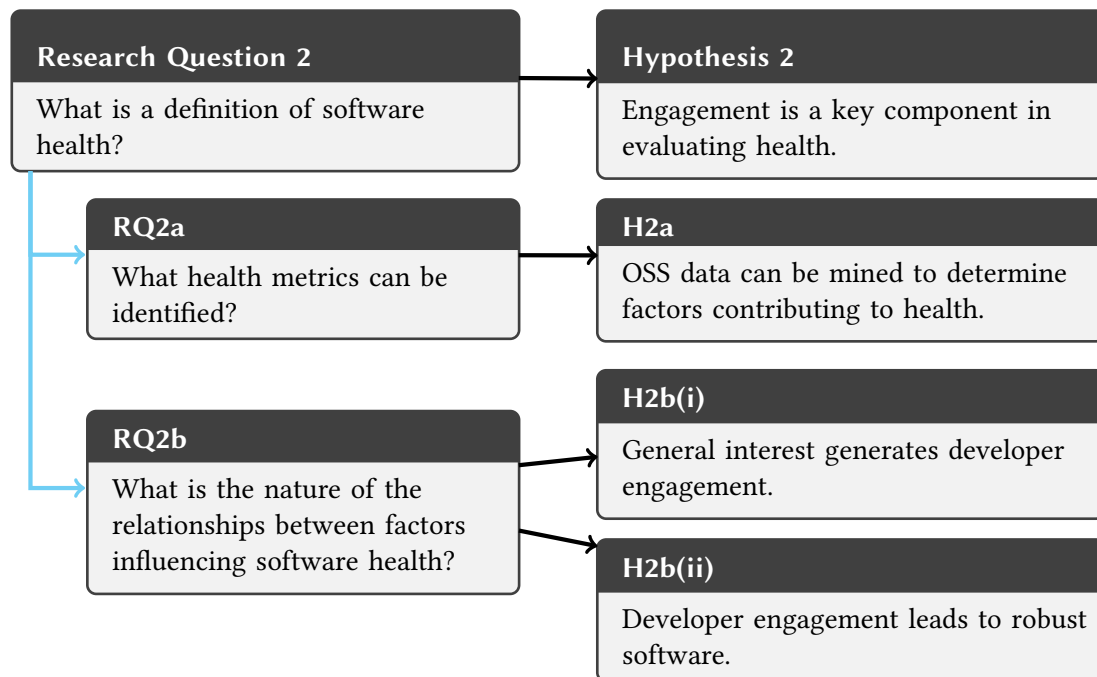 Research Question 2
What is a definition of software
health?
Hypothesis 2
Engagement is a key component in
evaluating health.
RQ2a
What health metrics can be
identified?
H2a
OSS data can be mined to determine
factors contributing to health.
RQ2b
What is the nature of the
relationships between factors
influencing software health?
H2b(i)
General interest generates developer
engagement.
H2b(ii)
Developer engagement leads to robust
software.